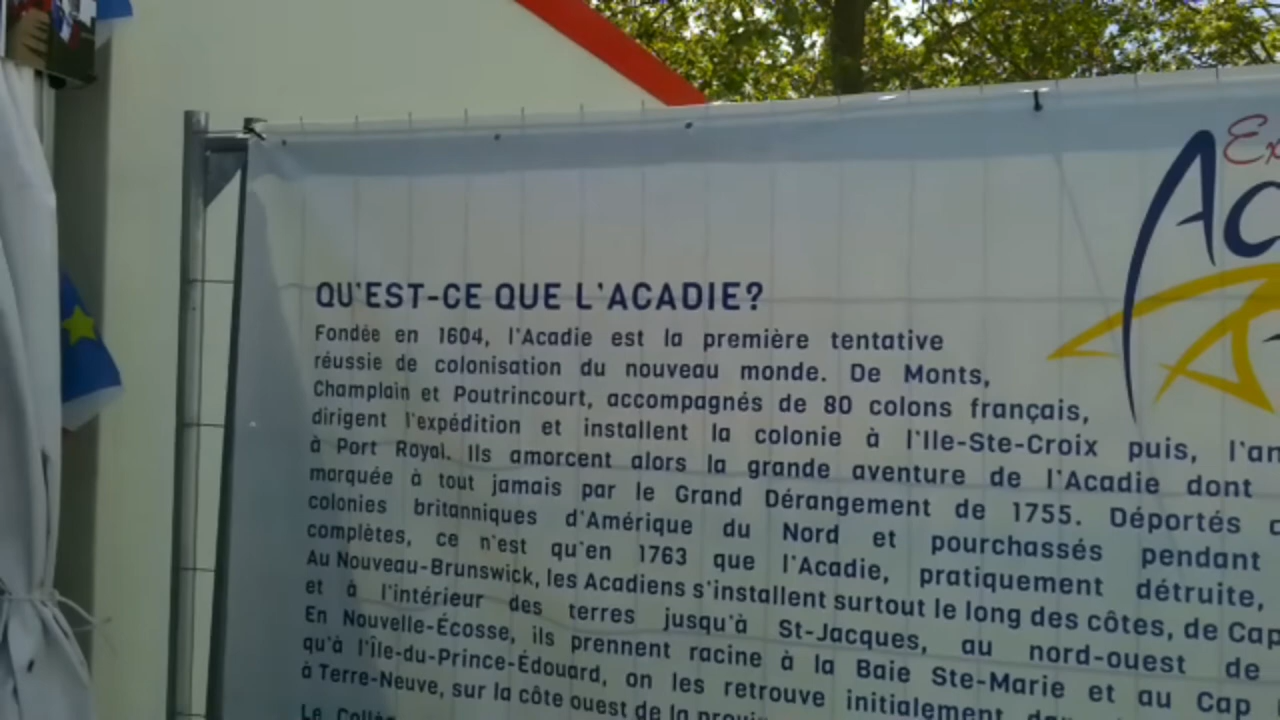 Ex
Ac
QU'EST-CE QUE L'ACADIE?
Fondée en 1604, l'Acadie est la première tentative
réussie de colonisation du nouveau monde. De Monts,
Champlain et Poutrincourt, accompagnés de 80 colons français,
dirigent l'expédition et installent la colonie à l'Ile-Ste-Croix puis, l'an
à Port Royal. Ils amorcent alors la grande aventure de l'Acadie dont
marquée à tout jamais par le Grand Dérangement de 1755. Déportés
colonies britanniques d'Amérique du Nord et pourchassés pendant
complètes, ce n'est qu'en 1763 que l'Acadie, pratiquement détruite,
Au Nouveau-Brunswick, les Acadiens s'installent surtout le long des côtes, de Cap
et à l'intérieur des terres jusqu'à St-Jacques, au nord-ouest de
En Nouvelle-Écosse, ils prennent racine à la Baie Ste-Marie et au Cap
qu'à l'Île-du-Prince-Édouard, on les retrouve initialement
à Terre-Neuve, sur la côte ouest de la
Le